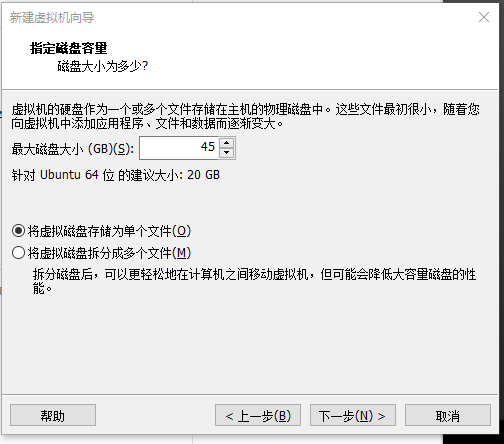 新建虚拟机向导
指定磁盘容量
磁盘大小为多少?
虚拟机的硬盘作为一个或多个文件存储在主机的物理磁盘中。这些文件最初很小，随着您
向虚拟机中添加应用程序、文件和数据而逐渐变大。
最大磁盘大小 (GB)(S): 45
针对 Ubuntu 64 位 的建议大小: 20 GB
将虚拟磁盘存储为单个文件(O)
将虚拟磁盘拆分成多个文件(M)
拆分磁盘后，可以更轻松地在计算机之间移动虚拟机，但可能会降低大容量磁盘的性
能。
帮助 < 上一步(B) 下一步(N) > 取消